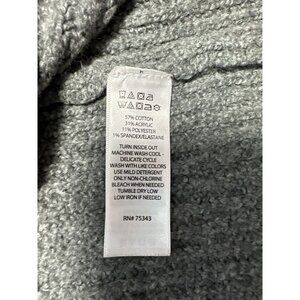 57% COTTON
31% ACRYLIC
11% POLYESTER
1% SPANDEX/ELASTANE
TURN INSIDE OUT
MACHINE WASH COOL -
DELICATE CYCLE
WASH WITH LIKE COLORS
USE MILD DETERGENT
ONLY NON-CHLORINE
BLEACH WHEN NEEDED
TUMBLE DRY LOW
LOW IRON IF NEEDED
RN# 75343